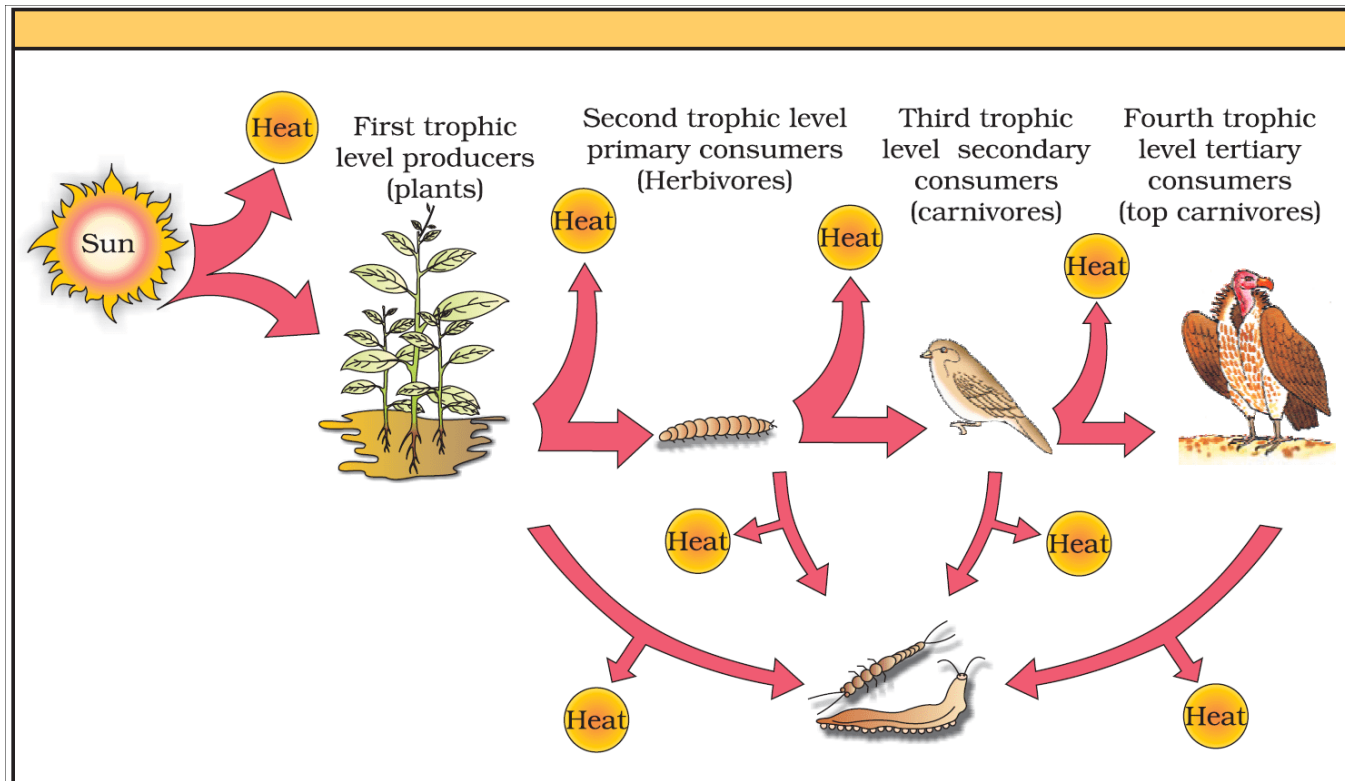 Heat
First trophic
level producers
(plants)
Second trophic level
primary consumers
(Herbivores)
Third trophic
level secondary
consumers
(carnivores)
Fourth trophic
level tertiary
consumers
(top carnivores)
Sun
Heat
Heat
Heat
Heat
Heat
Heat
Heat